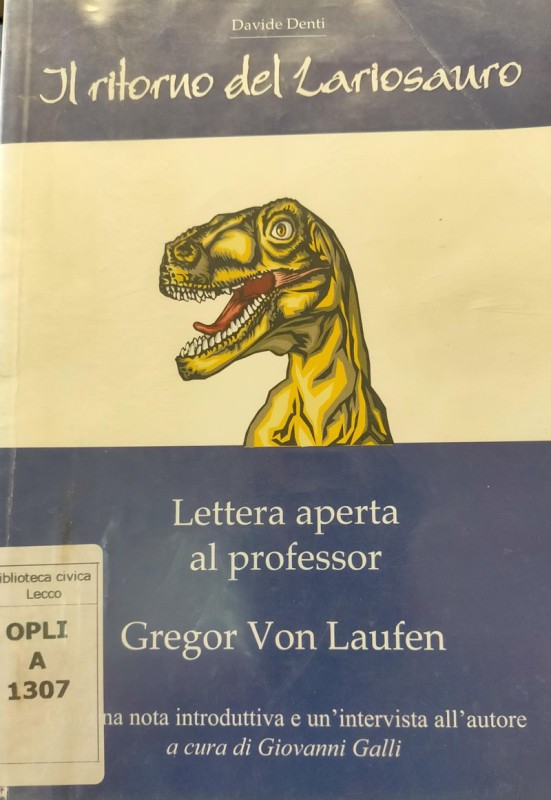 Davide Denti
Il ritorno del Lariosauro
Lettera aperta
al professor
Gregor Von Laufen
iblioteca civica
Lecco
OPLI
A
1307
na nota introduttiva e un'intervista all'autore
a cura di Giovanni Galli